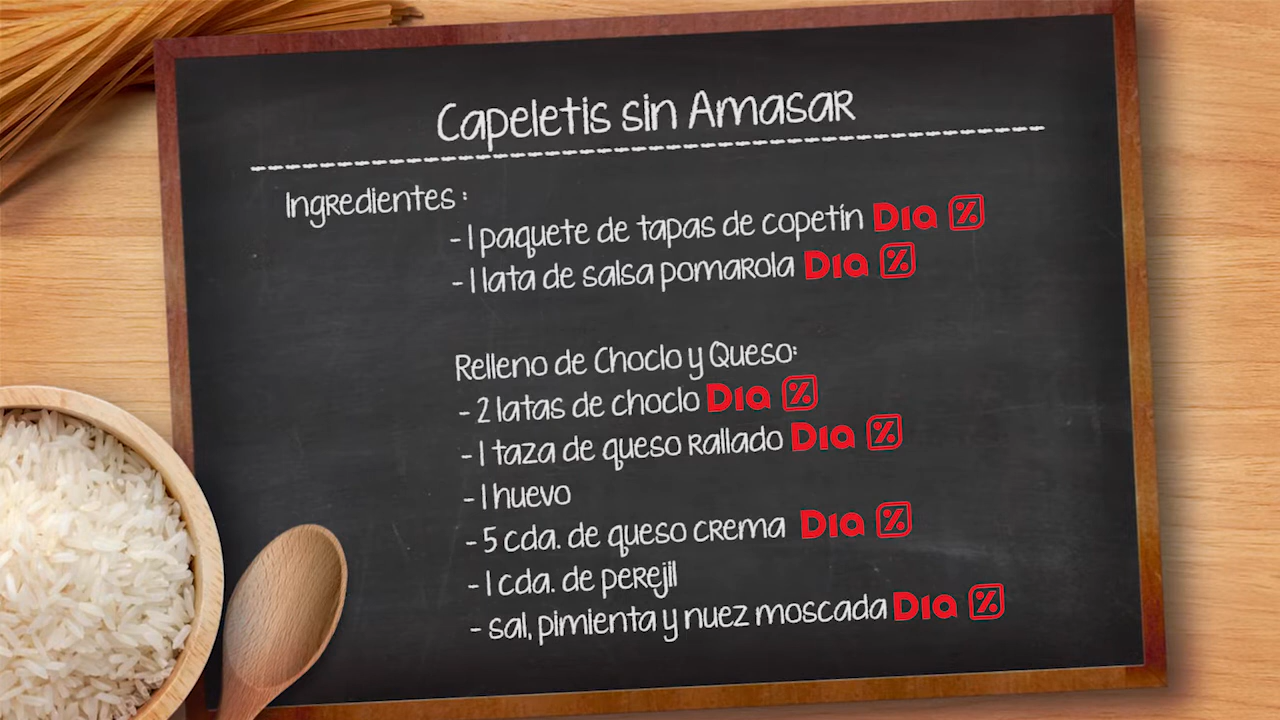 Capeletis sin Amasar
Ingredientes :
- 1 paquete de tapas de copetín Dia %
- 1 lata de salsa pomarola Dia %
Relleno de Choclo y Queso:
- 2 latas de choclo Dia %
- 1 taza de queso rallado Dia %
- 1 huevo
- 5 cda. de queso crema Dia %
- 1 cda. de perejil
- sal, pimienta y nuez moscada Dia %